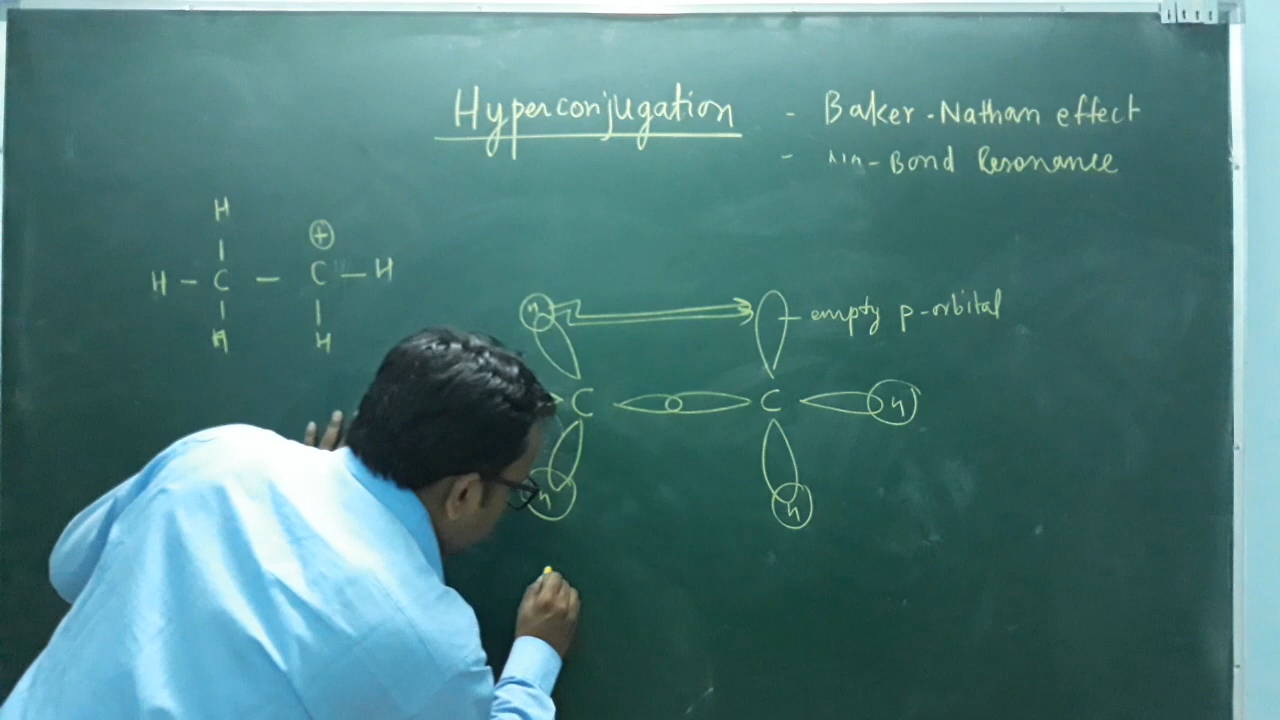 Hyperconjugation - Baker-Nathan effect
- Bond Resonance
H
|
⊕
H - C - C - H
| |
H H
H
empty p-orbital
C C H
H H